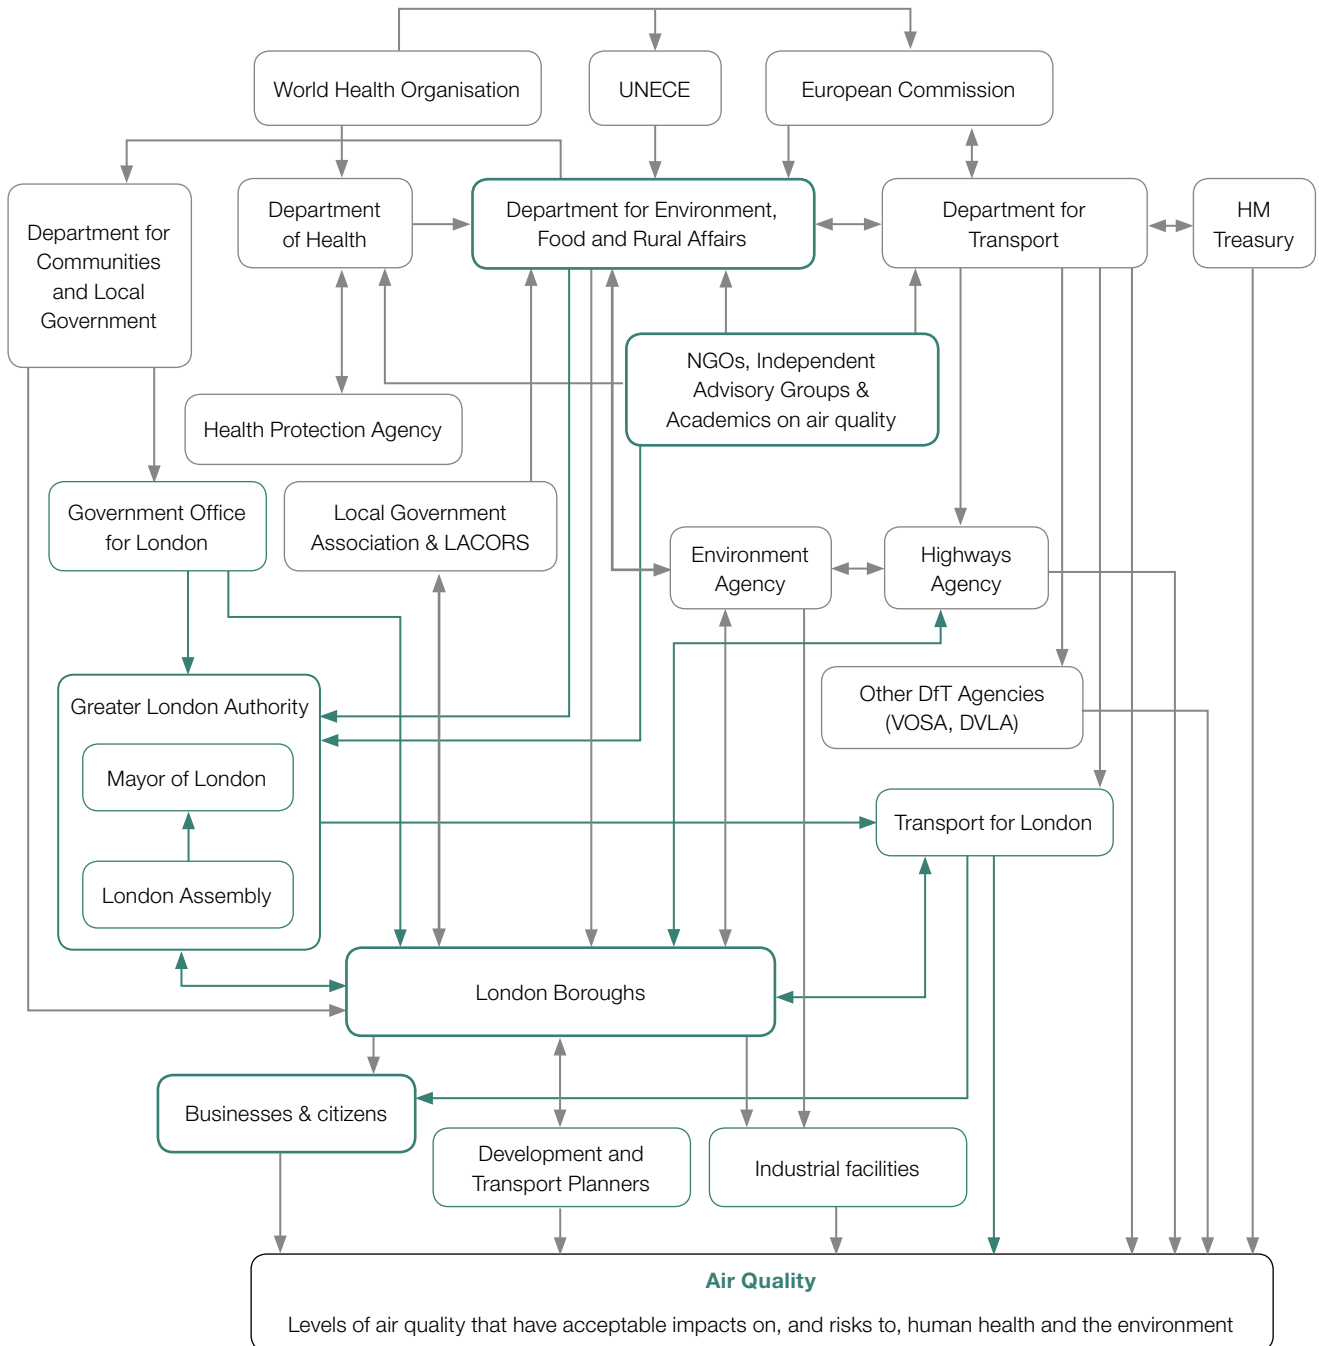 World Health Organisation
UNECE
European Commission
Department for
Communities
and Local
Government
Department
of Health
Department for Environment,
Food and Rural Affairs
Department for
Transport
HM
Treasury
NGOs, Independent
Advisory Groups &
Academics on air quality
Health Protection Agency
Government Office
for London
Local Government
Association & LACORS
Environment
Agency
Highways
Agency
Greater London Authority
Mayor of London
London Assembly
Other DfT Agencies
(VOSA, DVLA)
Transport for London
London Boroughs
Businesses & citizens
Development and
Transport Planners
Industrial facilities
Air Quality
Levels of air quality that have acceptable impacts on, and risks to, human health and the environment